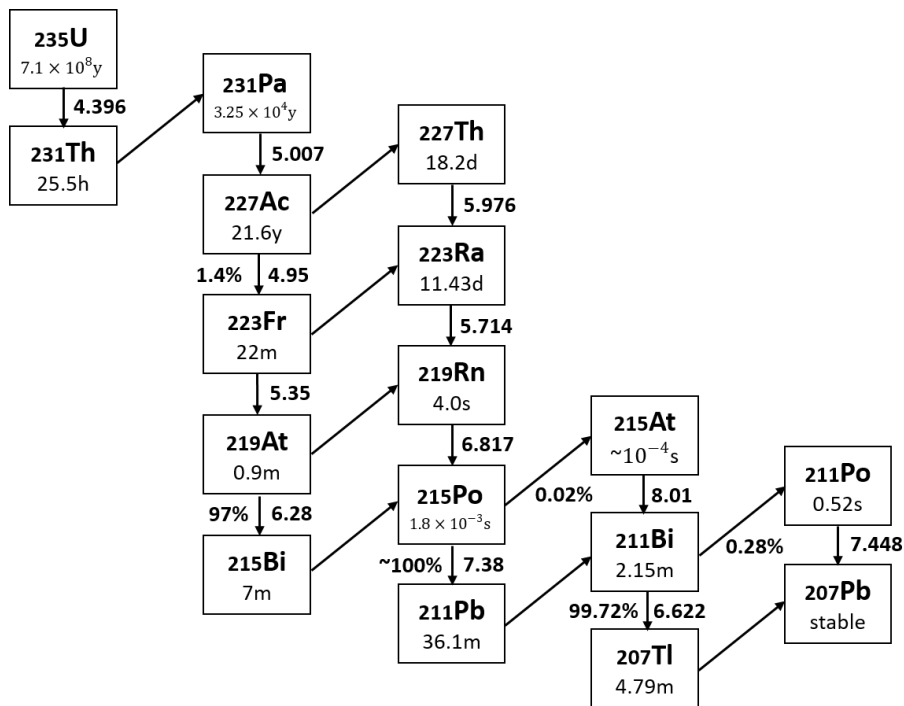 235U
7.1 × 10⁸y
4.396
231Th
25.5h
231Pa
3.25 × 10⁴y
5.007
227Ac
21.6y
1.4% 4.95
223Fr
22m
5.35
219At
0.9m
97% 6.28
215Bi
7m
227Th
18.2d
5.976
223Ra
11.43d
5.714
219Rn
4.0s
6.817
215Po
1.8 × 10⁻³s
0.02%
~100% 7.38
211Pb
36.1m
215At
~10⁻⁴s
8.01
211Bi
2.15m
0.28%
99.72% 6.622
207Tl
4.79m
211Po
0.52s
7.448
207Pb
stable